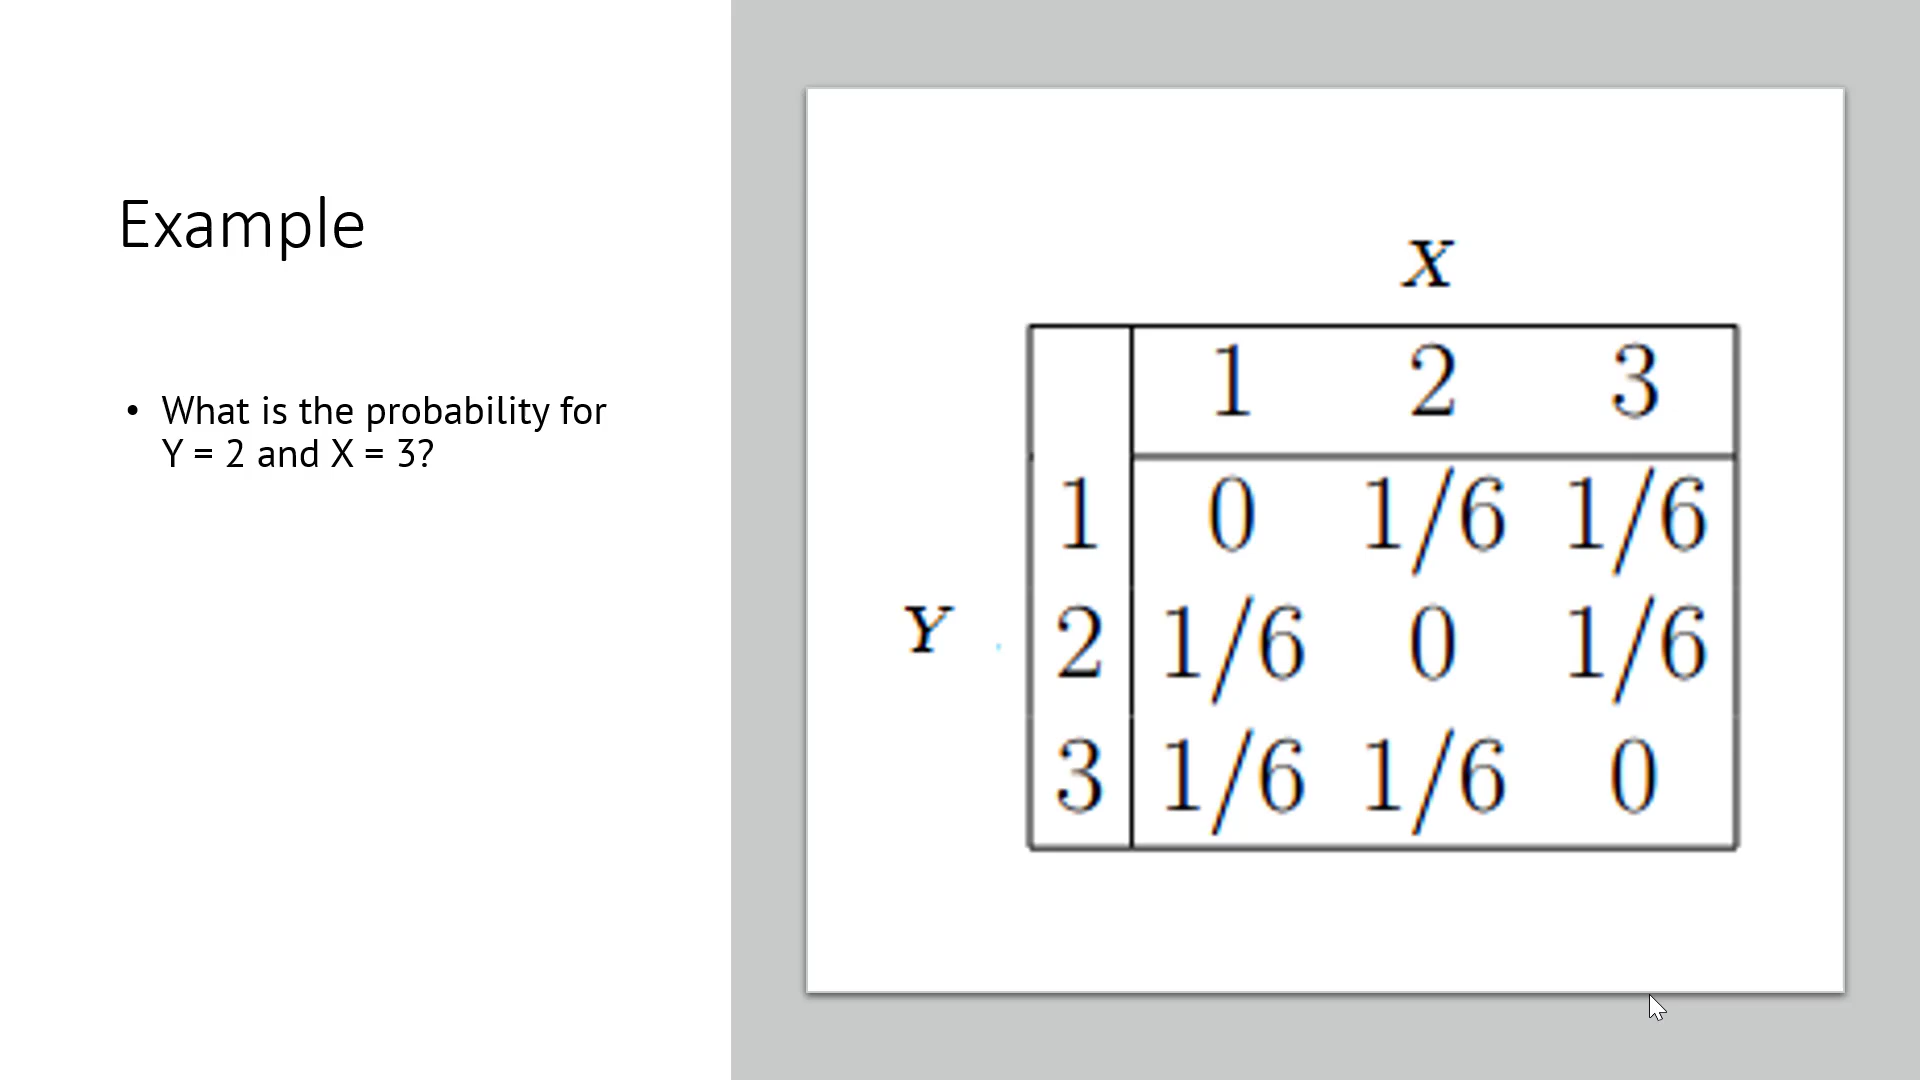 Example
• What is the probability for
Y = 2 and X = 3?
X
1 2 3
1 0 1/6 1/6
Y 2 1/6 0 1/6
3 1/6 1/6 0